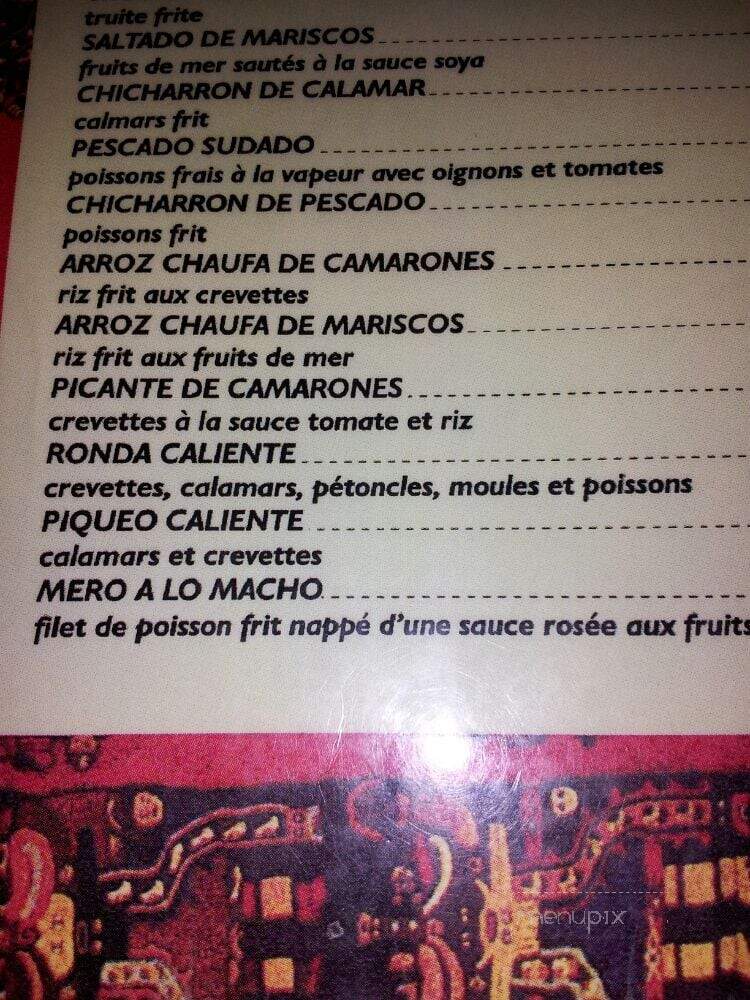 truite frite
SALTADO DE MARISCOS
fruits de mer sautés à la sauce soya
CHICHARRON DE CALAMAR
calmars frit
PESCADO SUDADO
poissons frais à la vapeur avec oignons et tomates
CHICHARRON DE PESCADO
poissons frit
ARROZ CHAUFA DE CAMARONES
riz frit aux crevettes
ARROZ CHAUFA DE MARISCOS
riz frit aux fruits de mer
PICANTE DE CAMARONES
crevettes à la sauce tomate et riz
RONDA CALIENTE
crevettes, calamars, pétoncles, moules et poissons
PIQUEO CALIENTE
calamars et crevettes
MERO A LO MACHO
filet de poisson frit nappé d'une sauce rosée aux fruits
menupix